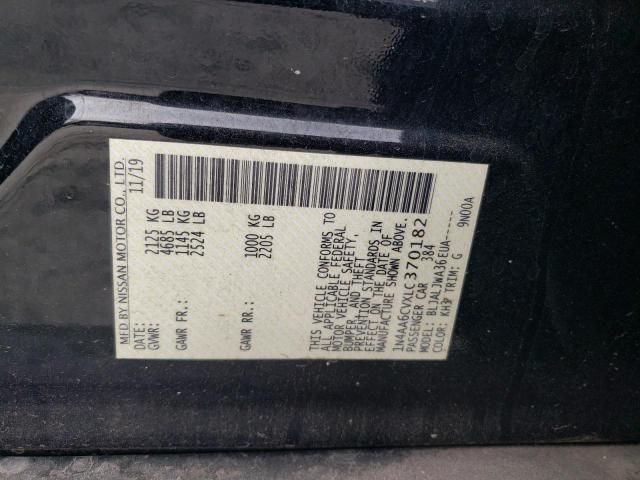 MFD BY NISSAN MOTOR CO., LTD.
DATE: 11/19
GVWR: 2125 KG
4685 LB
GAWR FR.: 1145 KG
2524 LB
GAWR RR.: 1000 KG
2205 LB
THIS VEHICLE CONFORMS TO
ALL APPLICABLE FEDERAL
MOTOR VEHICLE SAFETY,
BUMPER, AND THEFT
PREVENTION STANDARDS IN
EFFECT ON THE DATE OF
MANUFACTURE SHOWN ABOVE.
1N4AA6CVXLC370182
PASSENGER CAR 384
MODEL: BLJALJWA36EUA-----
COLOR: KH3 TRIM: G 9N00A